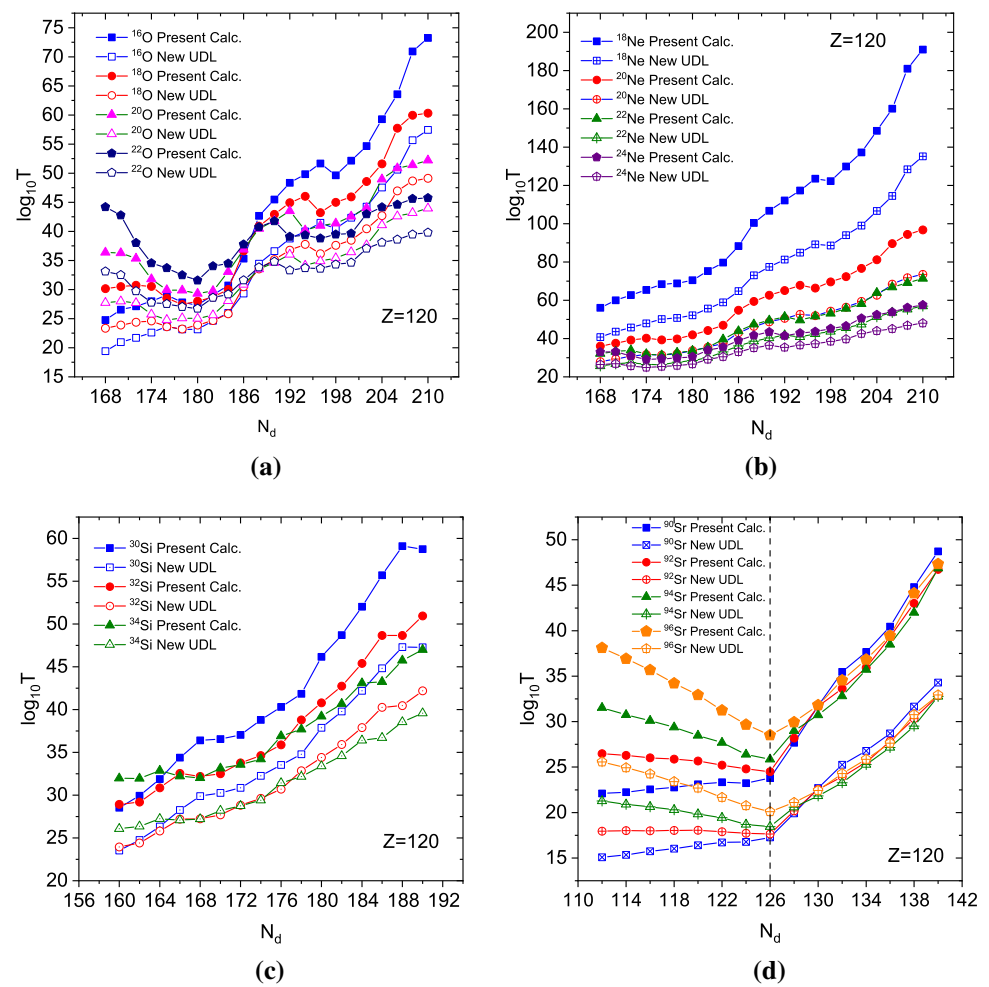 75
70
65
60
55
50
45
40
35
30
25
20
15
log₁₀T
¹⁶O Present Calc.
¹⁶O New UDL
¹⁸O Present Calc.
¹⁸O New UDL
²⁰O Present Calc.
²⁰O New UDL
²²O Present Calc.
²²O New UDL
Z=120
168 174 180 186 192 198 204 210
N_d
(a)
200
180
160
140
120
100
80
60
40
20
log₁₀T
Z=120
¹⁸Ne Present Calc.
¹⁸Ne New UDL
²⁰Ne Present Calc.
²⁰Ne New UDL
²²Ne Present Calc.
²²Ne New UDL
²⁴Ne Present Calc.
²⁴Ne New UDL
168 174 180 186 192 198 204 210
N_d
(b)
60
55
50
45
40
35
30
25
20
log₁₀T
³⁰Si Present Calc.
³⁰Si New UDL
³²Si Present Calc.
³²Si New UDL
³⁴Si Present Calc.
³⁴Si New UDL
Z=120
156 160 164 168 172 176 180 184 188 192
N_d
(c)
50
45
40
35
30
25
20
15
log₁₀T
⁹⁰Sr Present Calc.
⁹⁰Sr New UDL
⁹²Sr Present Calc.
⁹²Sr New UDL
⁹⁴Sr Present Calc.
⁹⁴Sr New UDL
⁹⁶Sr Present Calc.
⁹⁶Sr New UDL
Z=120
110 114 118 122 126 130 134 138 142
N_d
(d)